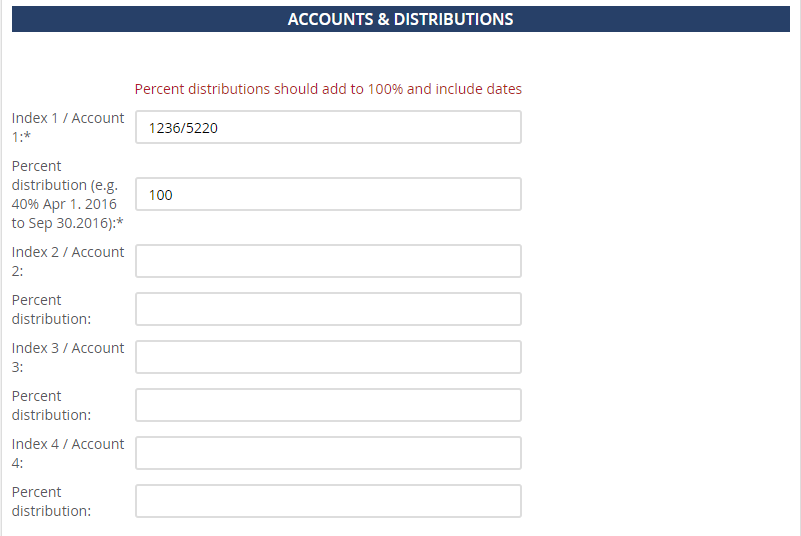 ACCOUNTS & DISTRIBUTIONS
Percent distributions should add to 100% and include dates
Index 1 / Account
1:*
1236/5220
Percent
distribution (e.g.
40% Apr 1. 2016
to Sep 30.2016):*
100
Index 2 / Account
2:
Percent
distribution:
Index 3 / Account
3:
Percent
distribution:
Index 4 / Account
4:
Percent
distribution: